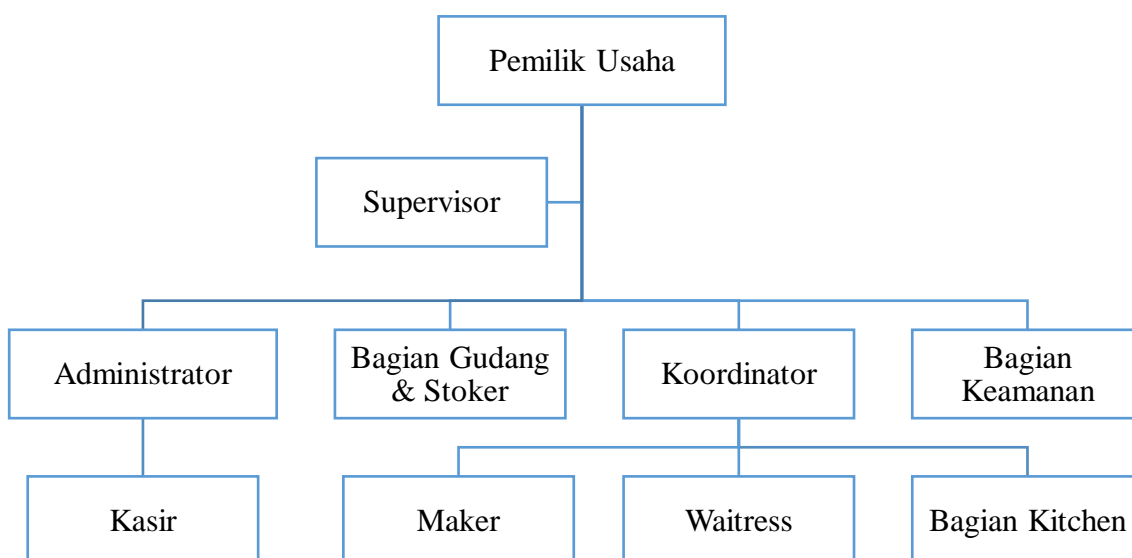 Pemilik Usaha
Supervisor
Administrator
Bagian Gudang
& Stoker
Koordinator
Bagian
Keamanan
Kasir
Maker
Waitress
Bagian Kitchen